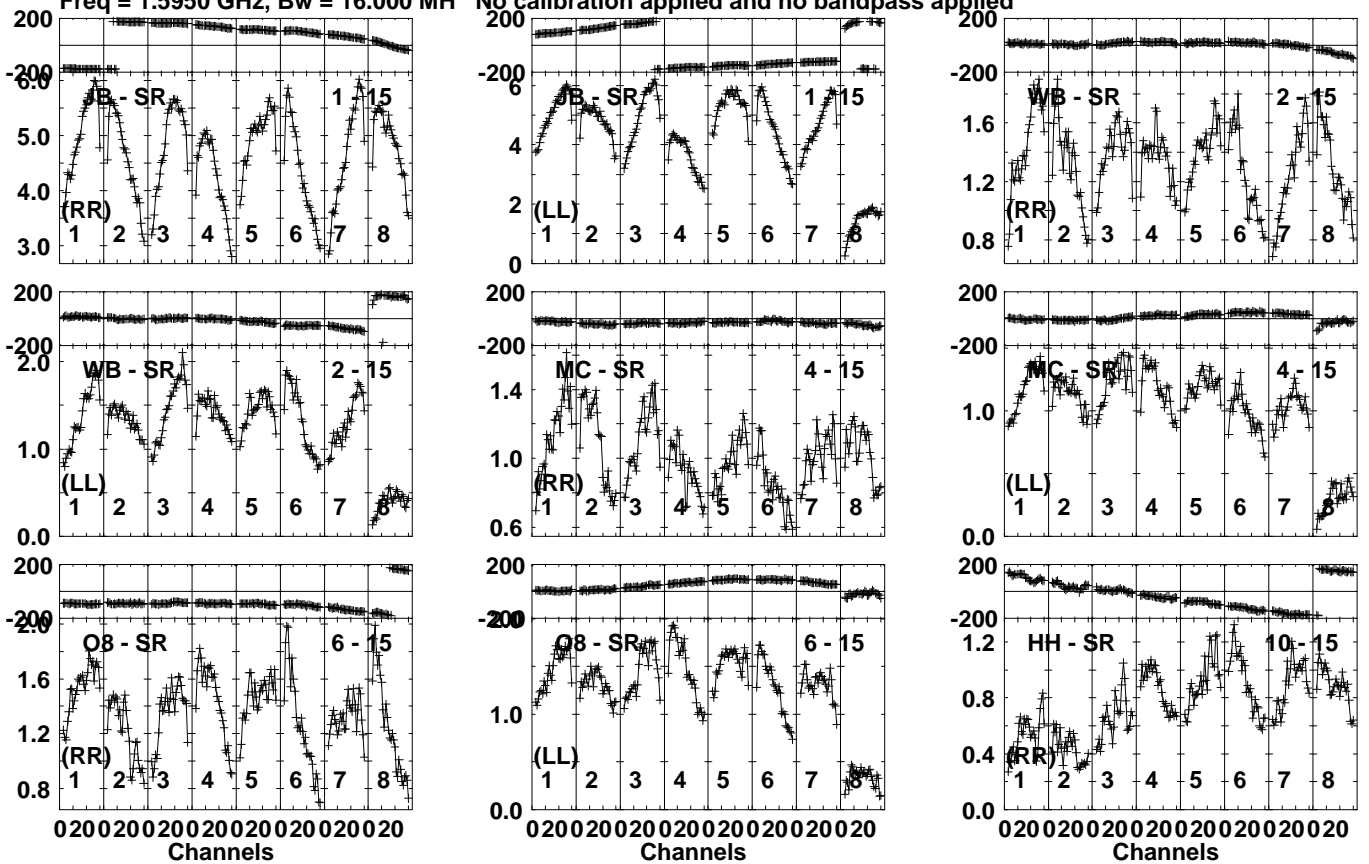 Freq = 1.5950 GHz, Bw = 16.000 MH No calibration applied and no bandpass applied
200 200 200
-200 -200 -200
6.0 JB - SR 1 - 15 6 JB - SR 1 - 15 WB - SR 2 - 15
5.0 4 1.6
4.0 2 1.2
3.0 0 0.8
(RR) (LL) (RR)
1 2 3 4 5 6 7 8 1 2 3 4 5 6 7 8 1 2 3 4 5 6 7 8
200 200 200
-200 -200 -200
2.0 WB - SR 2 - 15 MC - SR 4 - 15 MC - SR 4 - 15
1.4
1.0 1.0 1.0
(LL) (RR) (LL)
1 2 3 4 5 6 7 8 1 2 3 4 5 6 7 8 1 2 3 4 5 6 7 8
0.0 0.6 0.0
200 200 200
-200 -200 -200
2.0 O8 - SR 6 - 15 2.0 O8 - SR 6 - 15 1.2 HH - SR 10 - 15
1.6 0.8
1.2 1.0 0.4
(RR) (LL) (RR)
0.8 1 2 3 4 5 6 7 8 1 2 3 4 5 6 7 8 1 2 3 4 5 6 7 8
0.0 0.0
0 20 0 20 0 20 0 20 0 20 0 20 0 20 0 20 0 20 0 20 0 20 0 20 0 20 0 20 0 20 0 20 0 20 0 20 0 20 0 20 0 20 0 20 0 20 0 20
Channels Channels Channels